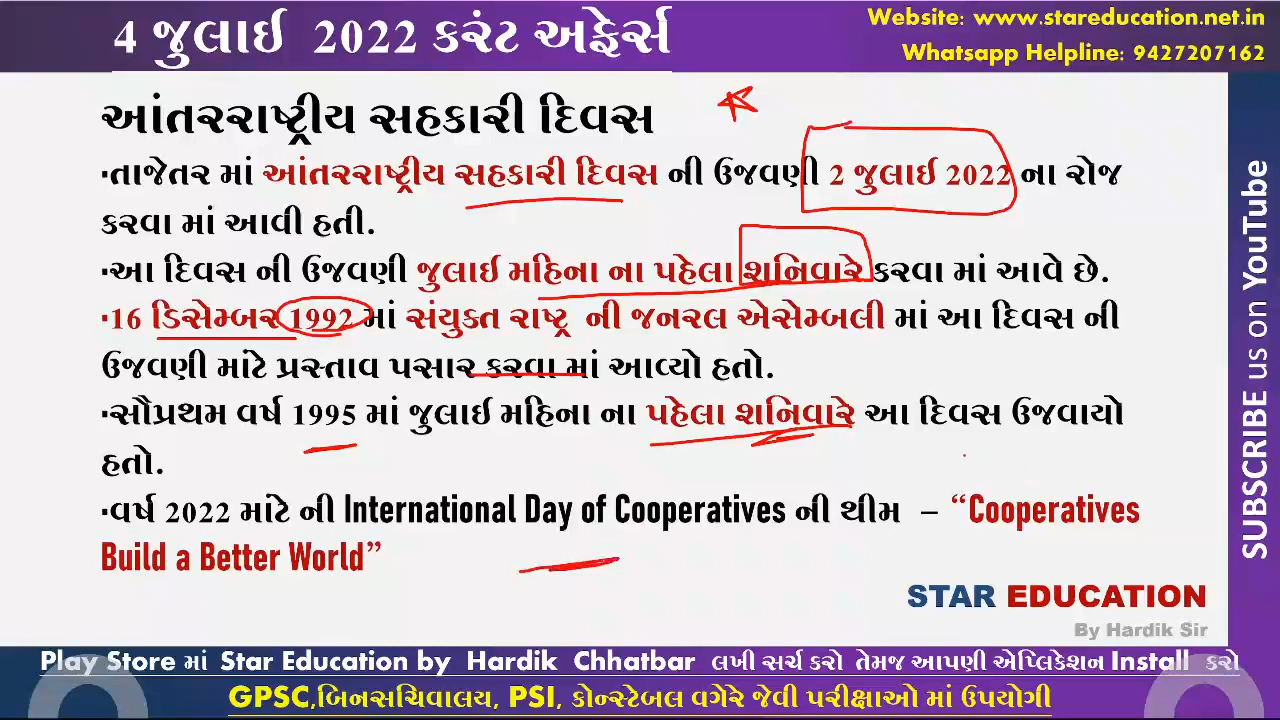 4 જુલાઈ 2022 કરંટ અફેર્સ
Website: www.stareducation.net.in
Whatsapp Helpline: 9427207162
આંતરરાષ્ટ્રીય સહકારી દિવસ
▪તાજેતર માં આંતરરાષ્ટ્રીય સહકારી દિવસ ની ઉજવણી 2 જુલાઈ 2022 ના રોજ
કરવા માં આવી હતી.
▪આ દિવસ ની ઉજવણી જુલાઈ મહિના ના પહેલા શનિવારે કરવા માં આવે છે.
▪16 ડિસેમ્બર 1992 માં સંયુક્ત રાષ્ટ્ર ની જનરલ એસેમ્બલી માં આ દિવસ ની
ઉજવણી માંટે પ્રસ્તાવ પસાર કરવા માં આવ્યો હતો.
▪સૌપ્રથમ વર્ષ 1995 માં જુલાઈ મહિના ના પહેલા શનિવારે આ દિવસ ઉજવાયો
હતો.
▪વર્ષ 2022 માંટે ની International Day of Cooperatives ની થીમ – “Cooperatives
Build a Better World”
STAR EDUCATION
By Hardik Sir
SUBSCRIBE us on YouTube
Play Store માં Star Education by Hardik Chhatbar લખી સર્ચ કરો તેમજ આપણી એપ્લિકેશન Install કરો
GPSC,બિનસચિવાલય, PSI, કોન્સ્ટેબલ વગેરે જેવી પરીક્ષાઓ માં ઉપયોગી